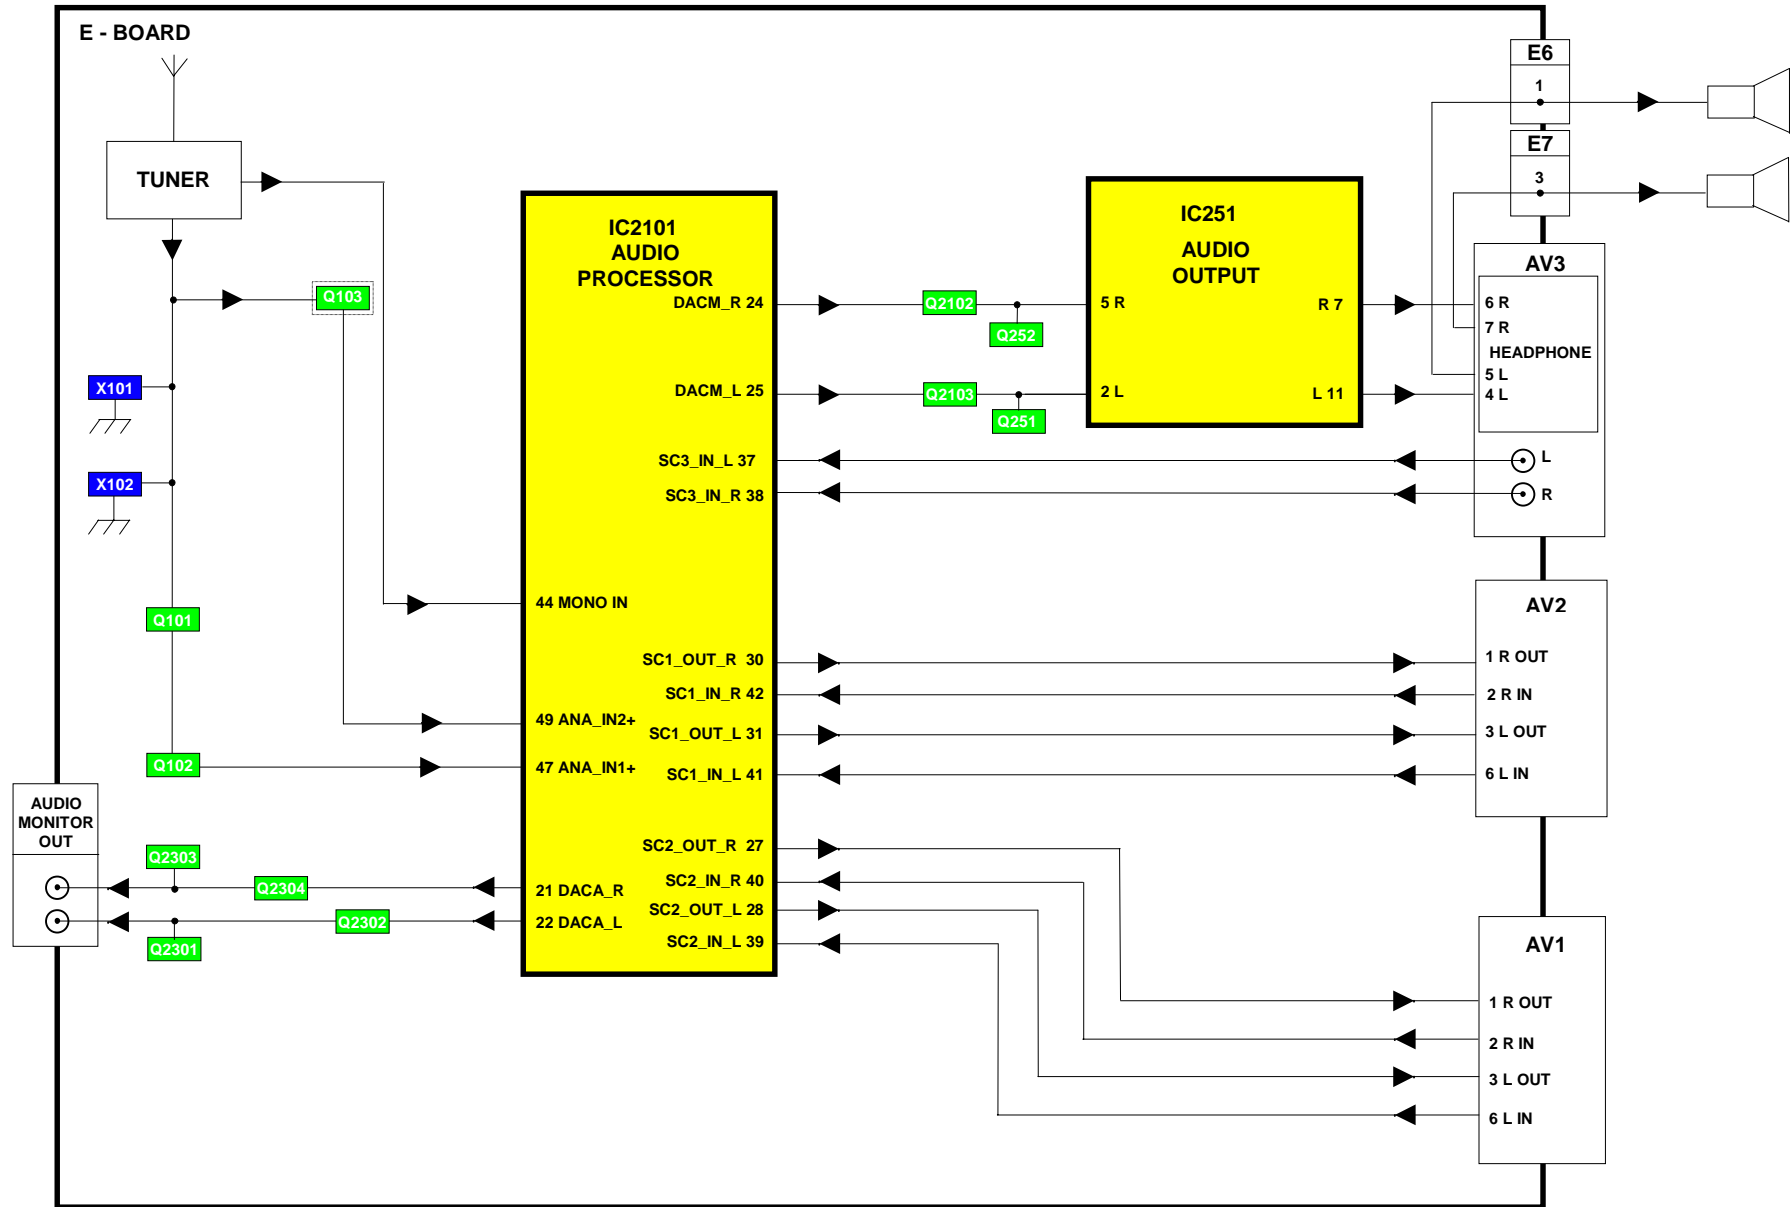 E - BOARD
TUNER
X101
X102
Q103
Q101
Q102
AUDIO
MONITOR
OUT
Q2303
Q2304
Q2302
Q2301
IC2101
AUDIO
PROCESSOR
DACM_R 24
DACM_L 25
SC3_IN_L 37
SC3_IN_R 38
44 MONO IN
SC1_OUT_R 30
SC1_IN_R 42
49 ANA_IN2+
SC1_OUT_L 31
47 ANA_IN1+
SC1_IN_L 41
SC2_OUT_R 27
21 DACA_R
SC2_IN_R 40
SC2_OUT_L 28
22 DACA_L
SC2_IN_L 39
Q2102
Q252
Q2103
Q251
IC251
AUDIO
OUTPUT
5 R
R 7
2 L
L 11
E6
1
E7
3
AV3
6 R
7 R
HEADPHONE
5 L
4 L
L
R
AV2
1 R OUT
2 R IN
3 L OUT
6 L IN
AV1
1 R OUT
2 R IN
3 L OUT
6 L IN